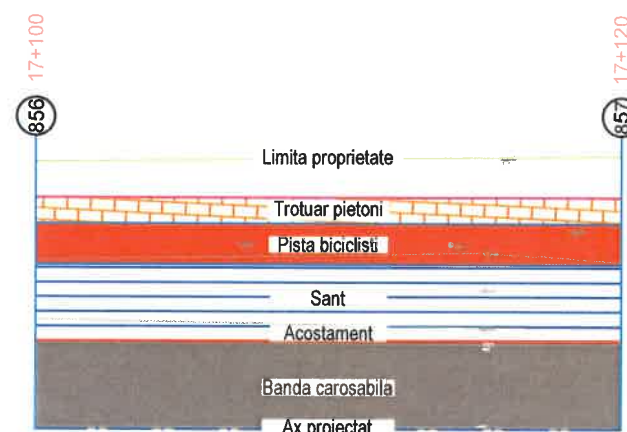 17+100
17+120
856
857
Limita proprietate
Trotuar pietoni
Pista biciclisti
Sant
Acostament
Banda carosabila
Ax proiectat